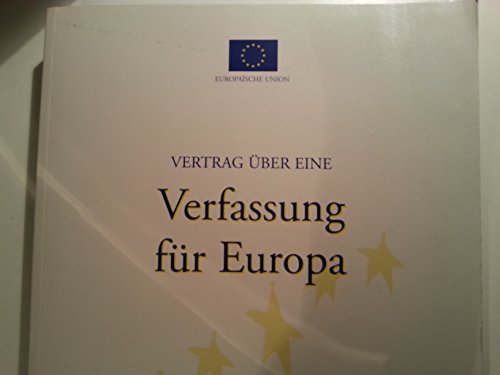 EUROPÄISCHE UNION
VERTRAG ÜBER EINE
Verfassung
für Europa